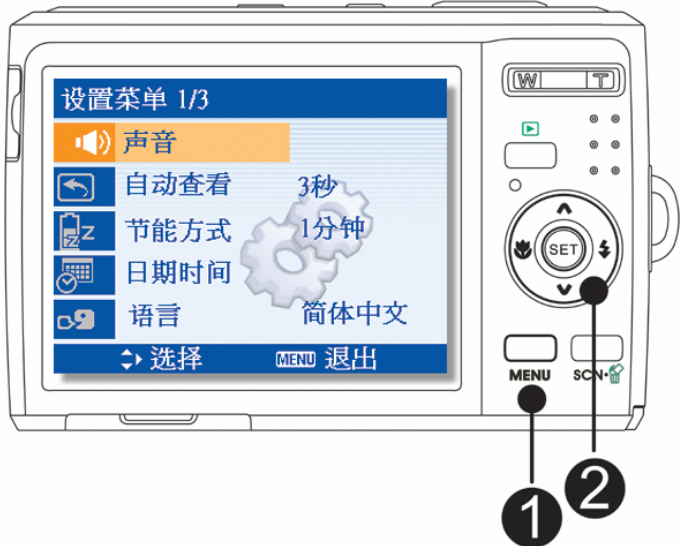 设置菜单 1/3
声音
自动查看 3秒
节能方式 1分钟
日期时间
语言 简体中文
选择 MENU 退出
W T
SET
MENU SCN
1
2